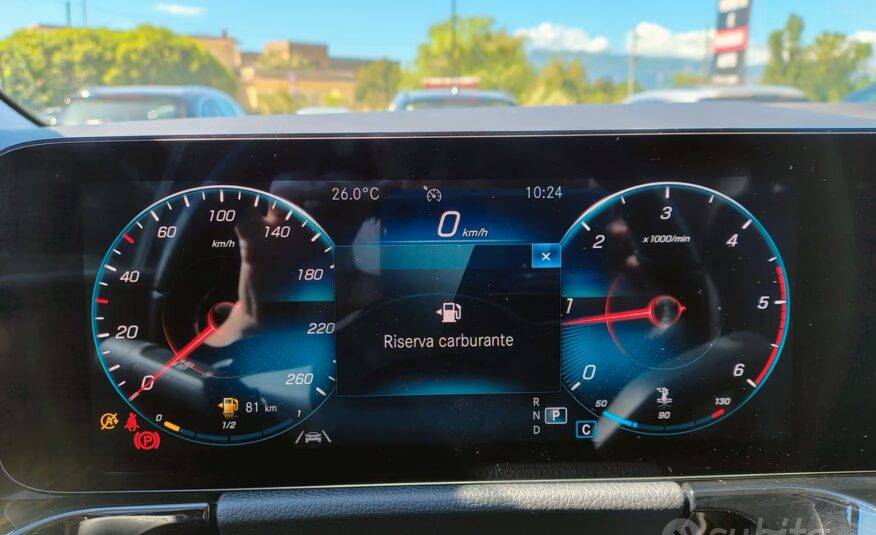 26.0°C 10:24
0 km/h
Riserva carburante
0 20 40 60 100 140 180 220 260
km/h
81 km
0 1/2 1
0 1 2 3 4 5 6
x1000/min
50 90 130
R
N P
D C
subito